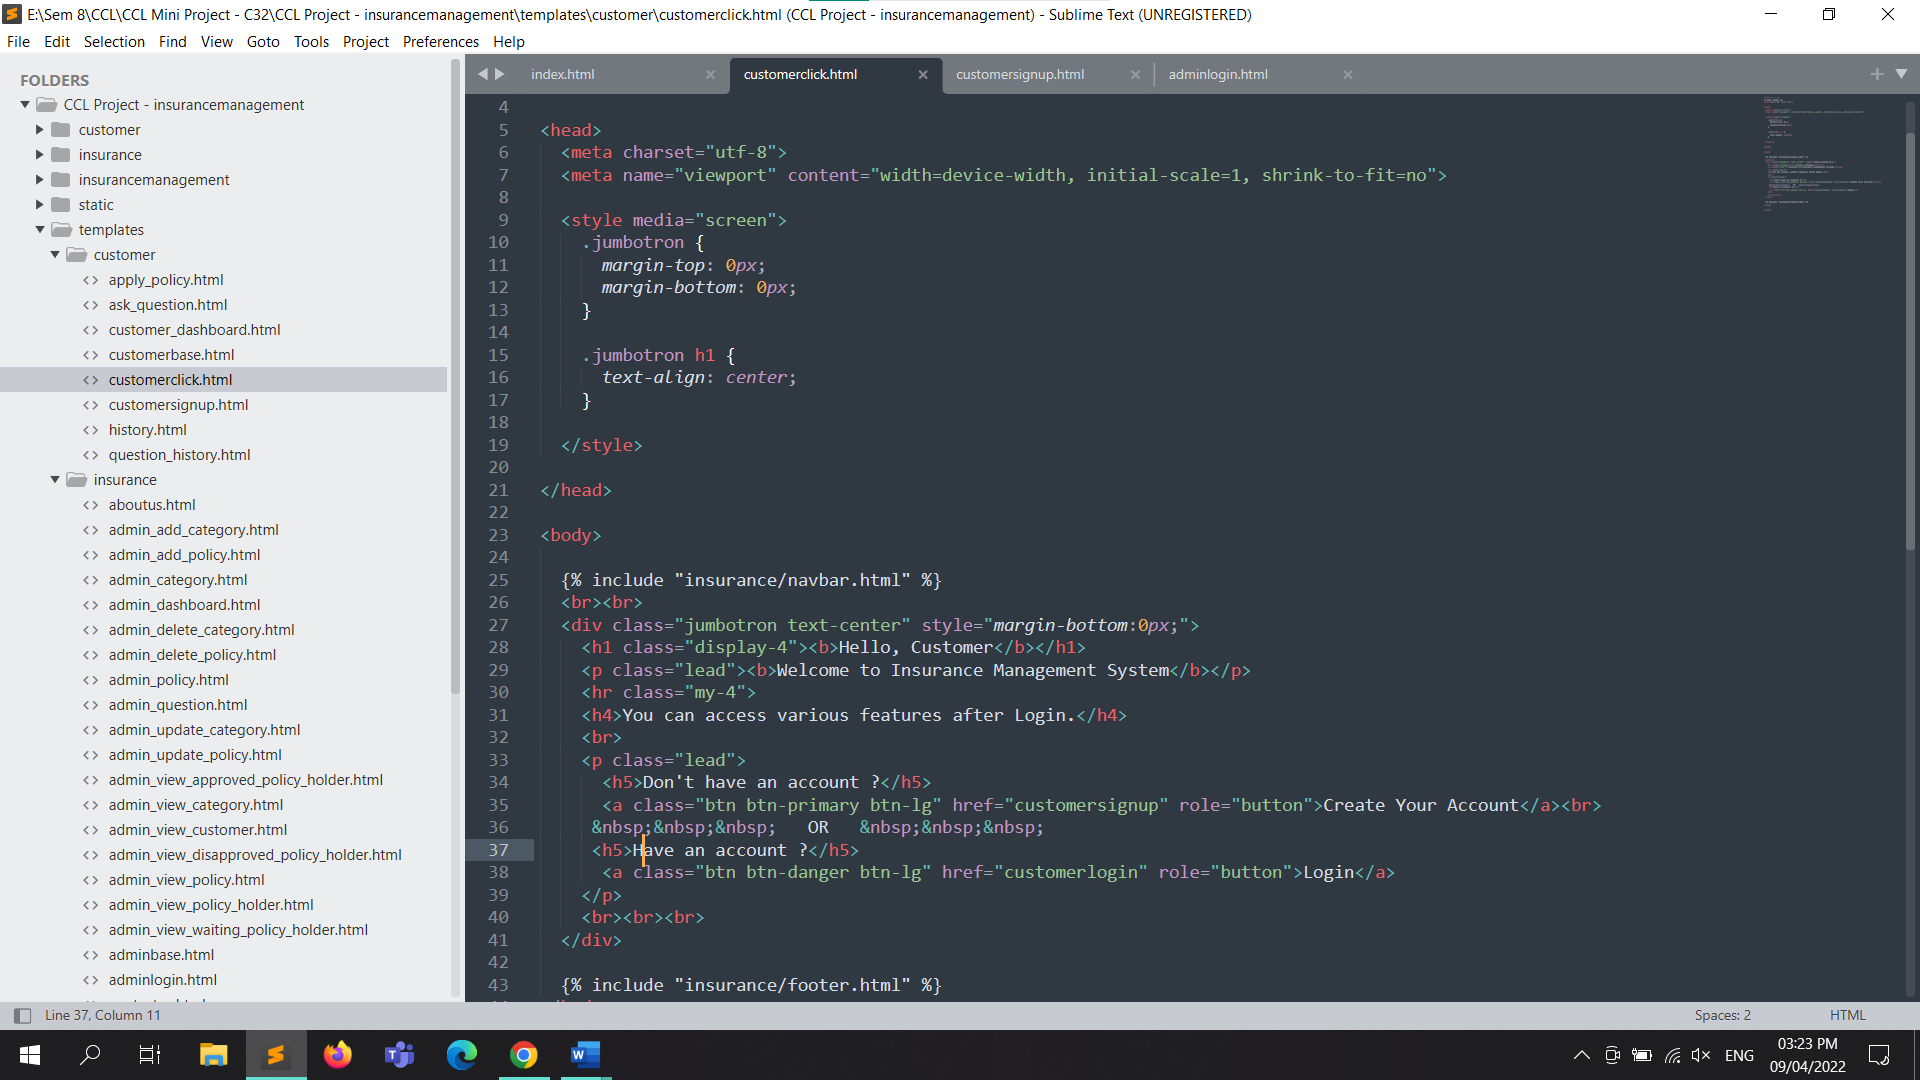 E:\Sem 8\CCL\CCL Mini Project - C32\CCL Project - insurancemanagement\templates\customer\customerclick.html (CCL Project - insurancemanagement) - Sublime Text (UNREGISTERED)
File Edit Selection Find View Goto Tools Project Preferences Help
FOLDERS
CCL Project - insurancemanagement
customer
insurance
insurancemanagement
static
templates
customer
apply_policy.html
ask_question.html
customer_dashboard.html
customerbase.html
customerclick.html
customersignup.html
history.html
question_history.html
insurance
aboutus.html
admin_add_category.html
admin_add_policy.html
admin_category.html
admin_dashboard.html
admin_delete_category.html
admin_delete_policy.html
admin_policy.html
admin_question.html
admin_update_category.html
admin_update_policy.html
admin_view_approved_policy_holder.html
admin_view_category.html
admin_view_customer.html
admin_view_disapproved_policy_holder.html
admin_view_policy.html
admin_view_policy_holder.html
admin_view_waiting_policy_holder.html
adminbase.html
adminlogin.html
index.html customerclick.html customersignup.html adminlogin.html
4
5 <head>
6 <meta charset="utf-8">
7 <meta name="viewport" content="width=device-width, initial-scale=1, shrink-to-fit=no">
8
9 <style media="screen">
10 .jumbotron {
11 margin-top: 0px;
12 margin-bottom: 0px;
13 }
14
15 .jumbotron h1 {
16 text-align: center;
17 }
18
19 </style>
20
21 </head>
22
23 <body>
24
25 {% include "insurance/navbar.html" %}
26 <br><br>
27 <div class="jumbotron text-center" style="margin-bottom:0px;">
28 <h1 class="display-4"><b>Hello, Customer</b></h1>
29 <p class="lead"><b>Welcome to Insurance Management System</b></p>
30 <hr class="my-4">
31 <h4>You can access various features after Login.</h4>
32 <br>
33 <p class="lead">
34 <h5>Don't have an account ?</h5>
35 <a class="btn btn-primary btn-lg" href="customersignup" role="button">Create Your Account</a><br>
36 &nbsp;&nbsp;&nbsp; OR &nbsp;&nbsp;&nbsp;
37 <h5>Have an account ?</h5>
38 <a class="btn btn-danger btn-lg" href="customerlogin" role="button">Login</a>
39 </p>
40 <br><br><br>
41 </div>
42
43 {% include "insurance/footer.html" %}
Line 37, Column 11 Spaces: 2 HTML
ENG 03:23 PM
09/04/2022